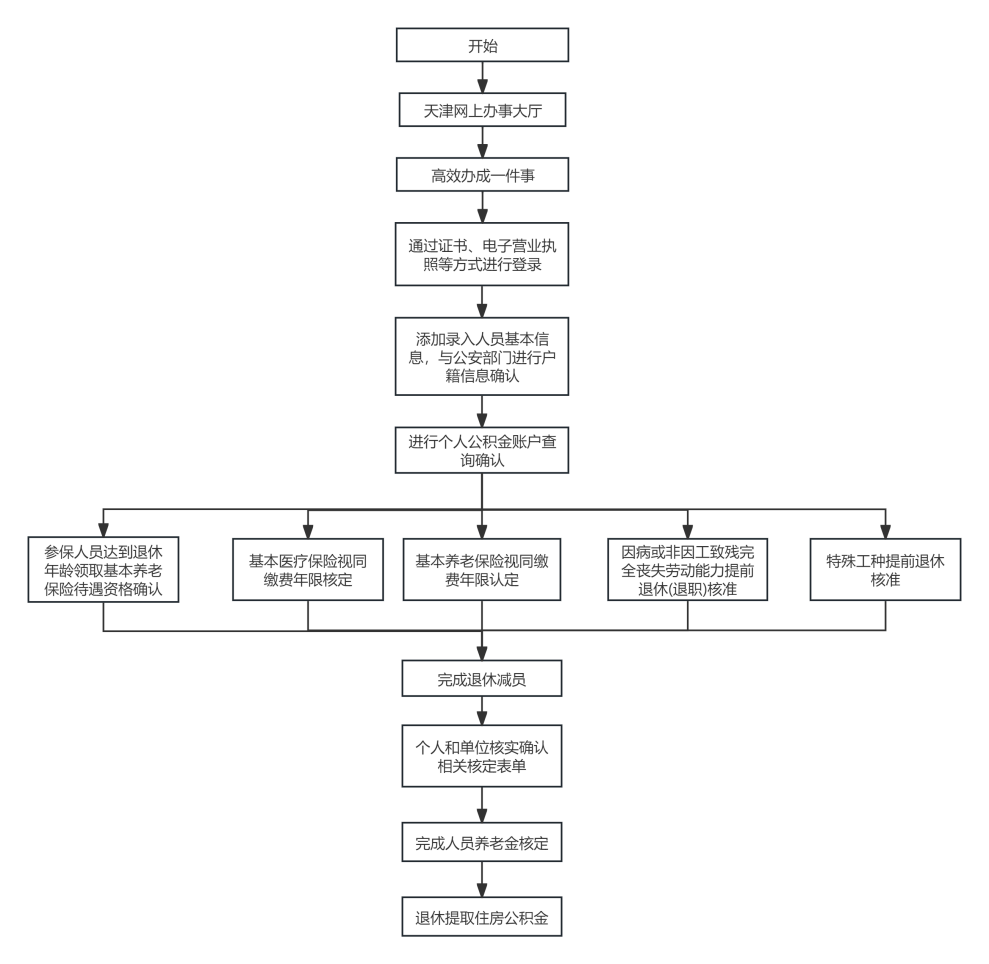 开始
天津网上办事大厅
高效办成一件事
通过证书、电子营业执
照等方式进行登录
添加录入人员基本信
息，与公安部门进行户
籍信息确认
进行个人公积金账户查
询确认
参保人员达到退休
年龄领取基本养老
保险待遇资格确认
基本医疗保险视同
缴费年限核定
基本养老保险视同缴
费年限认定
因病或非因工致残完
全丧失劳动能力提前
退休(退职)核准
特殊工种提前退休
核准
完成退休减员
个人和单位核实确认
相关核定表单
完成人员养老金核定
退休提取住房公积金